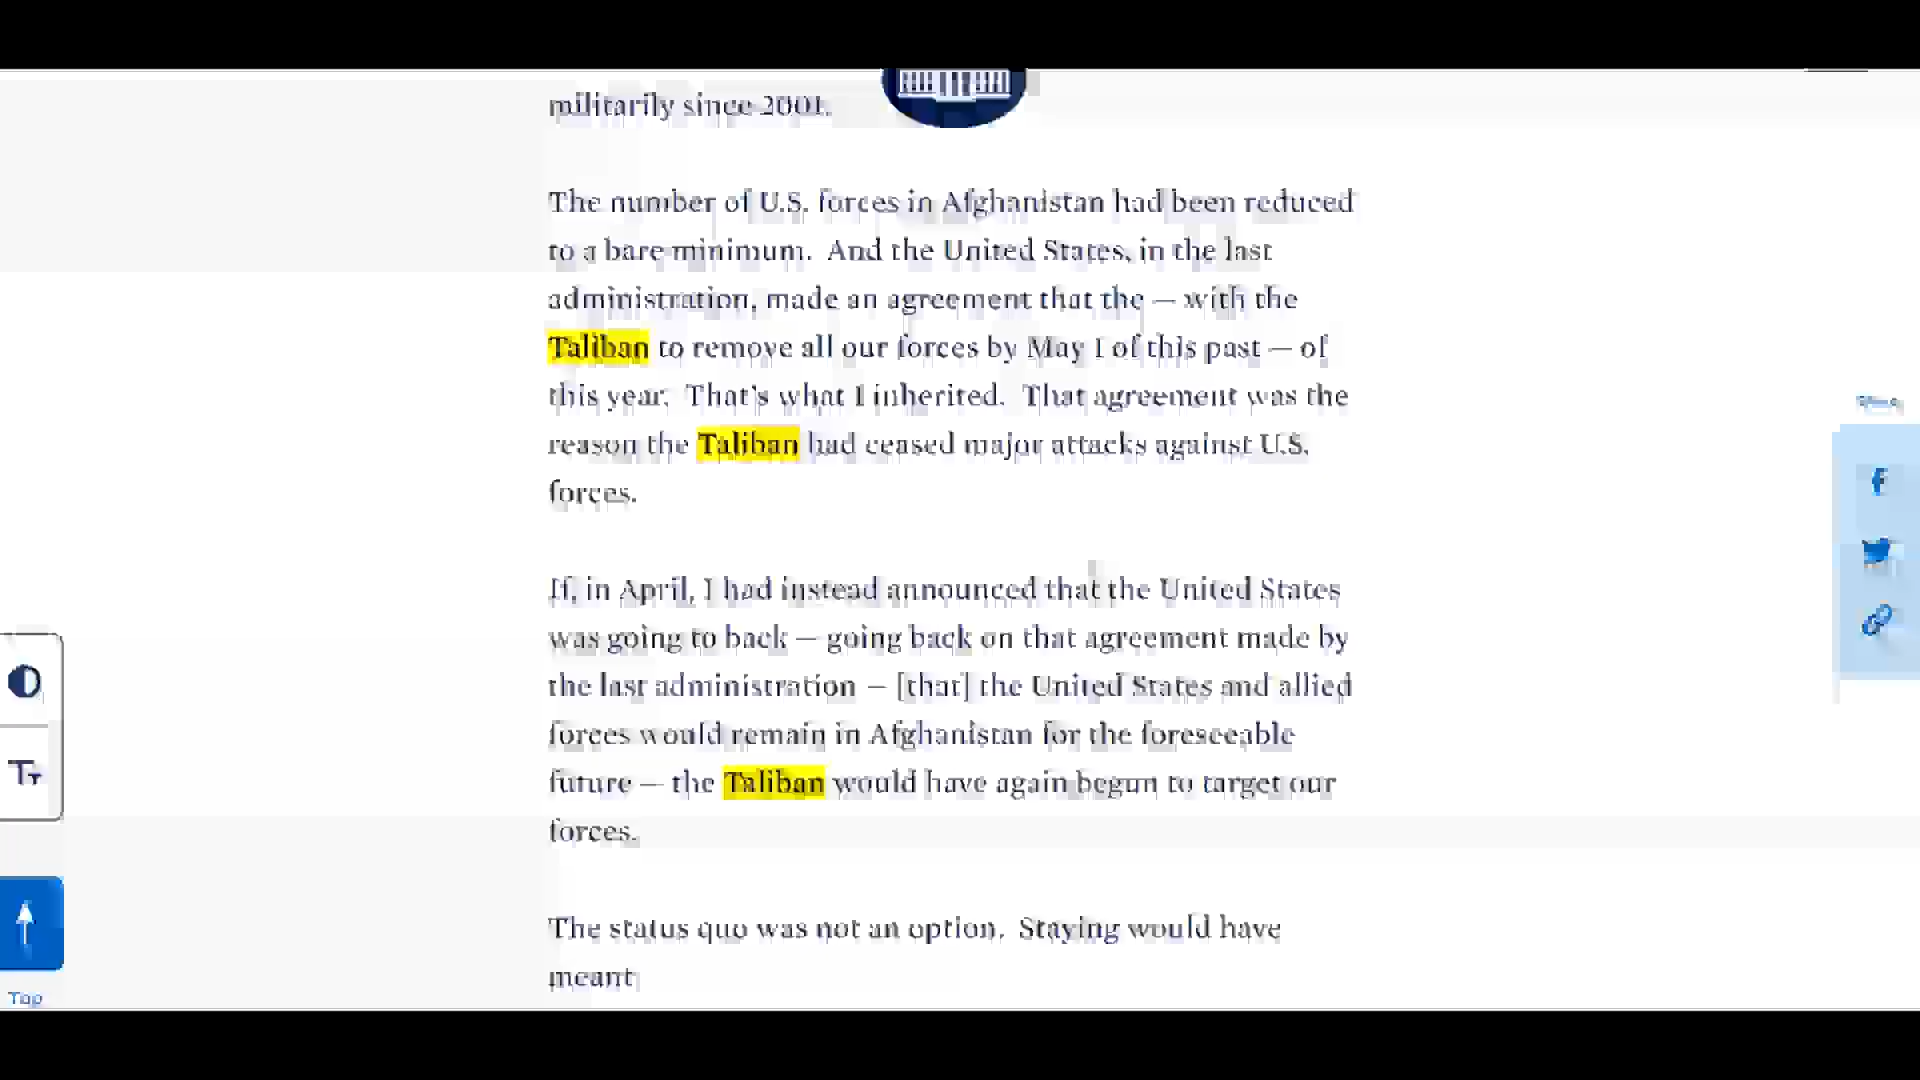 militarily since 2001.
The number of U.S. forces in Afghanistan had been reduced
to a bare minimum. And the United States, in the last
administration, made an agreement that the — with the
Taliban to remove all our forces by May 1 of this past — of
this year. That's what I inherited. That agreement was the
reason the Taliban had ceased major attacks against U.S.
forces.
If, in April, I had instead announced that the United States
was going to back — going back on that agreement made by
the last administration — [that] the United States and allied
forces would remain in Afghanistan for the foreseeable
future — the Taliban would have again begun to target our
forces.
The status quo was not an option. Staying would have
meant
Tт
Top